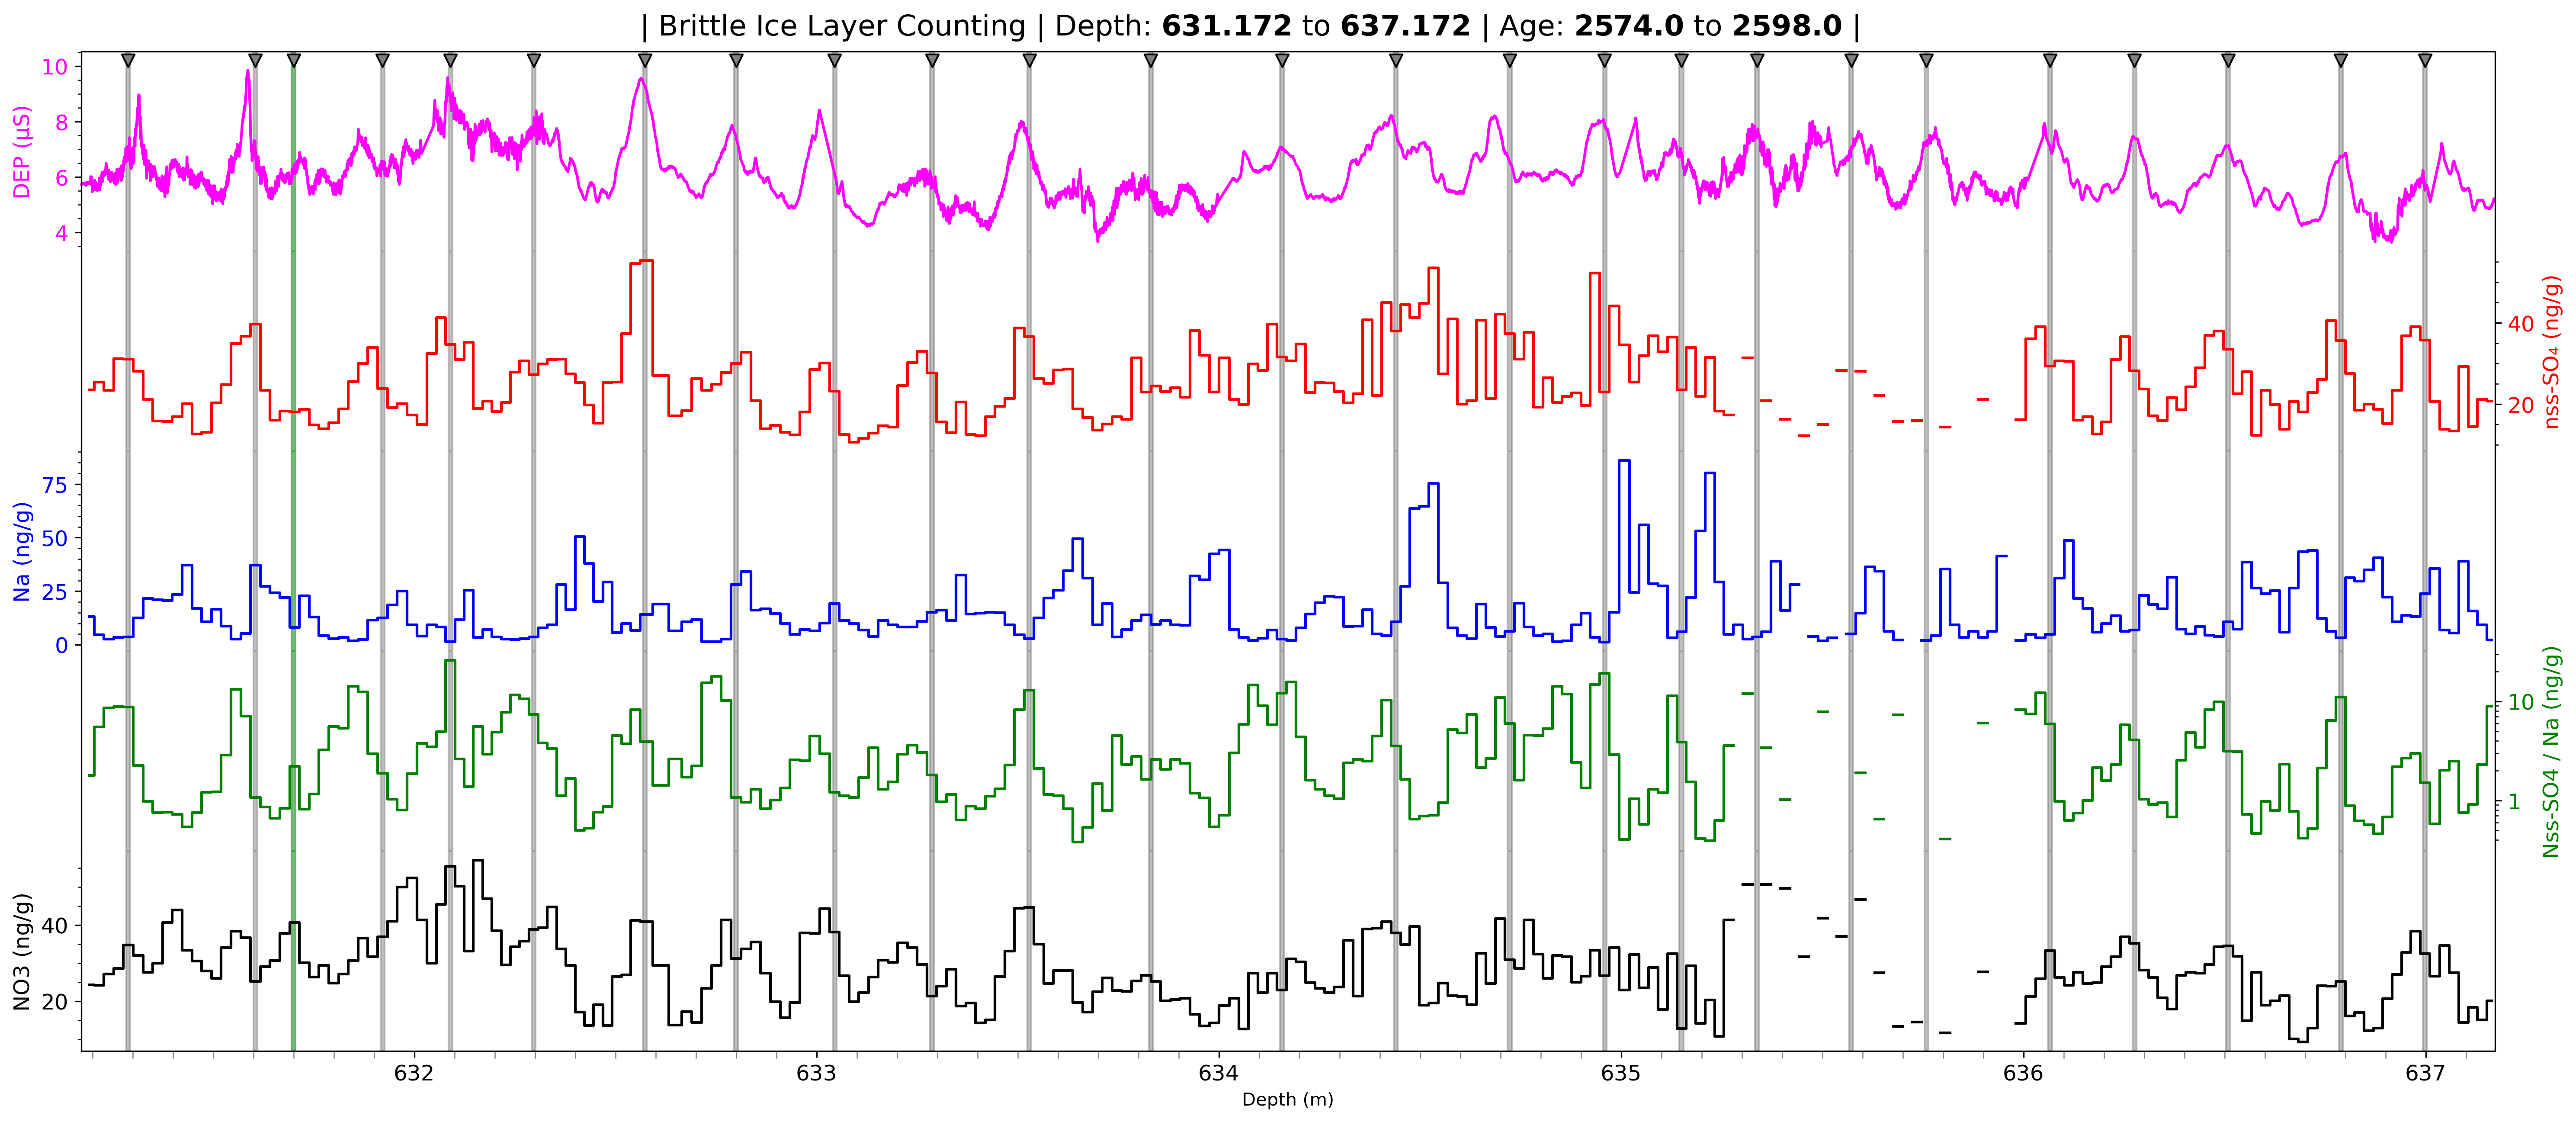 | Brittle Ice Layer Counting | Depth: 631.172 to 637.172 | Age: 2574.0 to 2598.0 |
DEP (µS)
10
8
6
4
nss-SO₄ (ng/g)
40
20
Na (ng/g)
75
50
25
0
Nss-SO4 / Na (ng/g)
10
1
NO3 (ng/g)
40
20
632 633 634 635 636 637
Depth (m)